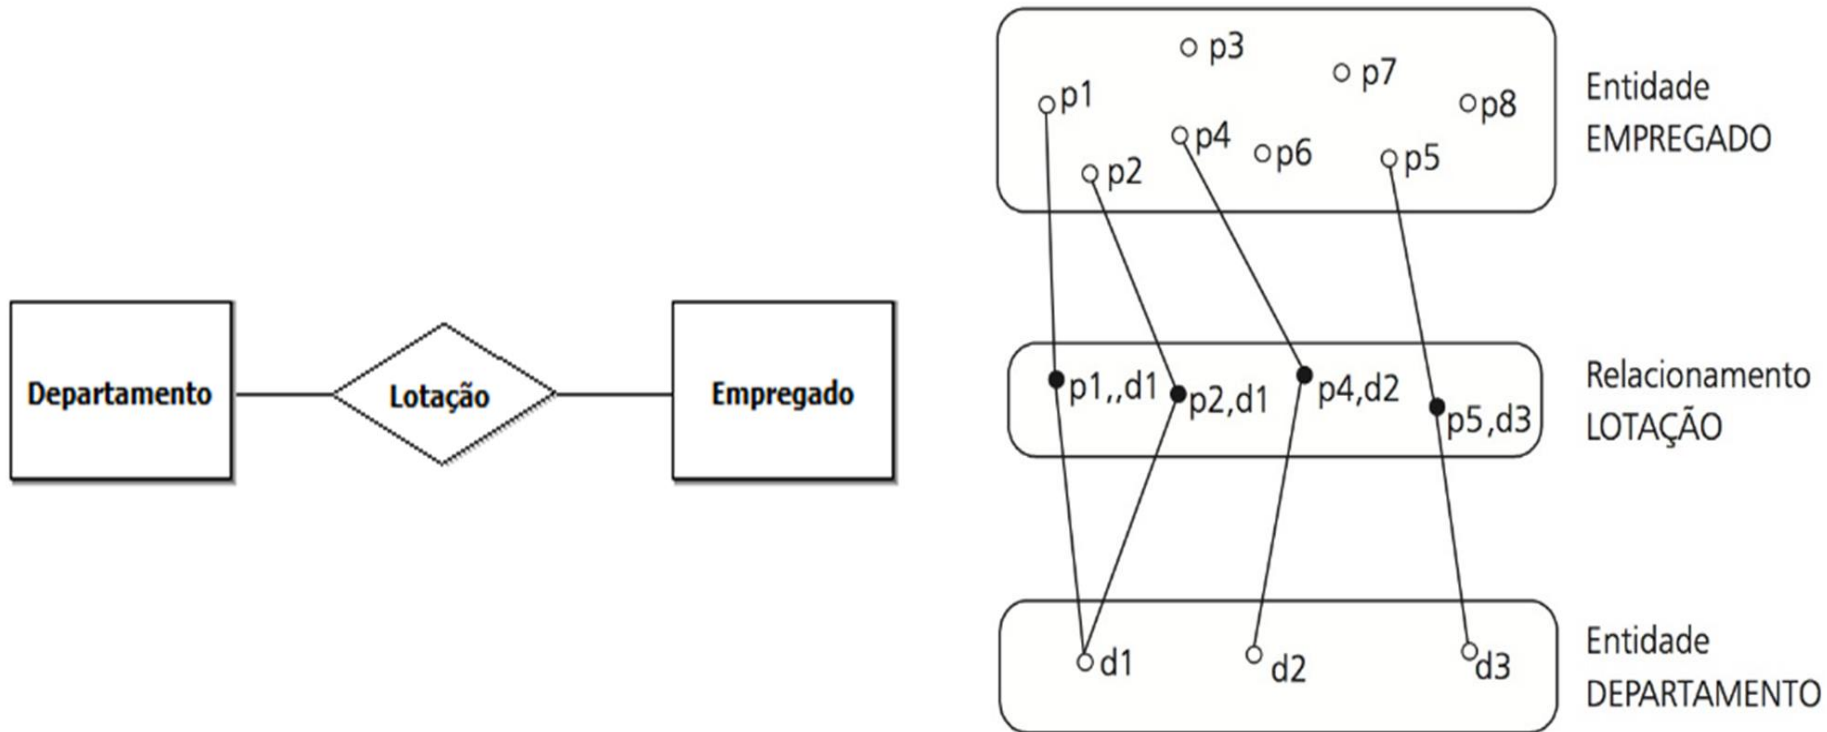 Departamento
Lotação
Empregado
p3
p7
p1
p8
p4
p6
p5
p2
Entidade
EMPREGADO
p1,,d1
p2,d1
p4,d2
p5,d3
Relacionamento
LOTAÇÃO
d1
d2
d3
Entidade
DEPARTAMENTO